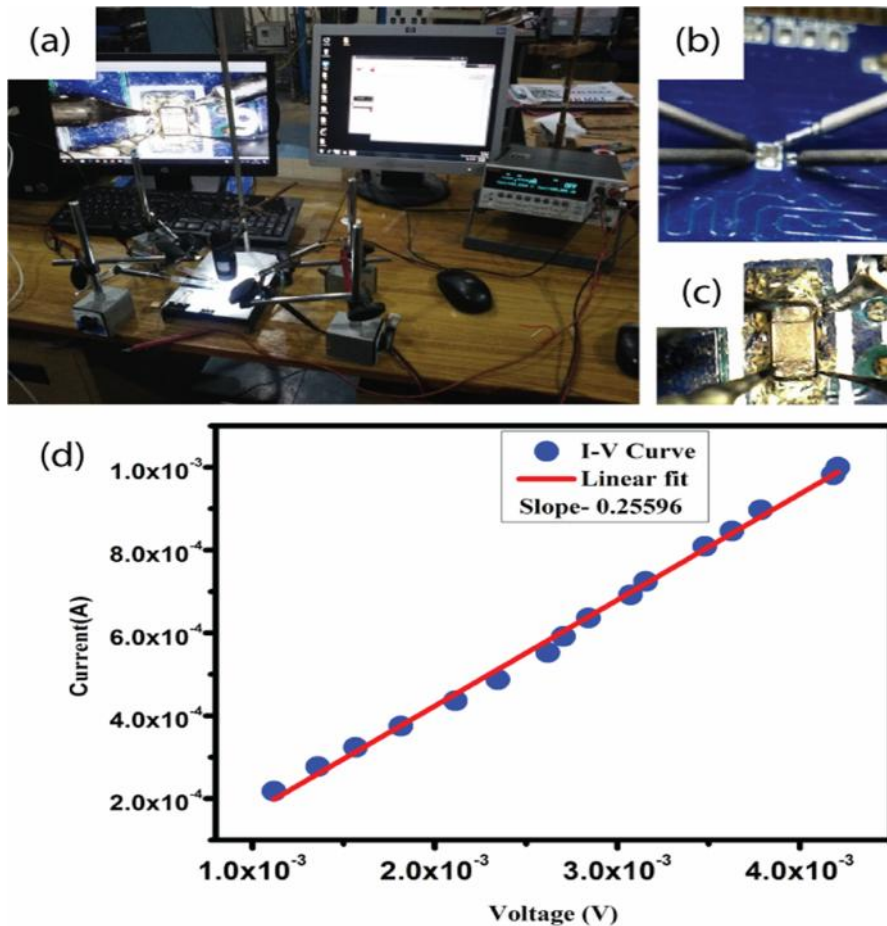 (a)
(b)
(c)
(d)
I-V Curve
Linear fit
Slope- 0.25596
1.0x10⁻³
8.0x10⁻⁴
6.0x10⁻⁴
4.0x10⁻⁴
2.0x10⁻⁴
Current(A)
1.0x10⁻³
2.0x10⁻³
3.0x10⁻³
4.0x10⁻³
Voltage (V)